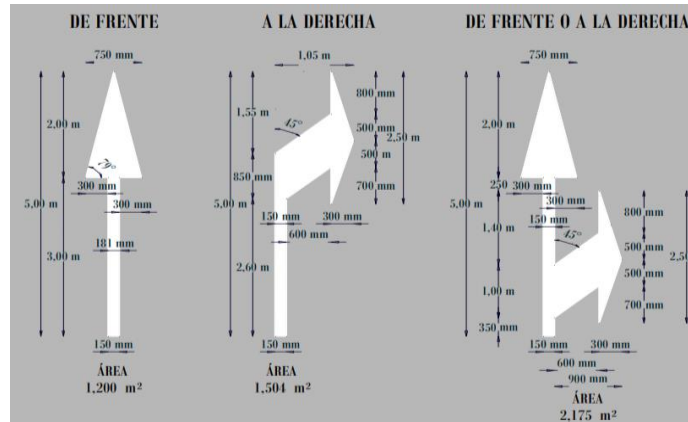 DE FRENTE
750 mm
2,00 m
79°
300 mm
300 mm
5,00 m
181 mm
3,00 m
150 mm
ÁREA
1,200 m²
A LA DERECHA
1,05 m
800 mm
1,55 m
45°
500 mm
2,50 m
500 m
850 mm
700 mm
5,00 m
150 mm
300 mm
600 mm
2,60 m
150 mm
ÁREA
1,504 m²
DE FRENTE O A LA DERECHA
750 mm
2,00 m
250
300 mm
300 mm
5,00 m
150 mm
800 mm
1,40 m
45°
500 mm
2,50
500 mm
1,00 m
700 mm
350 mm
150 mm
300 mm
600 mm
900 mm
ÁREA
2,175 m²